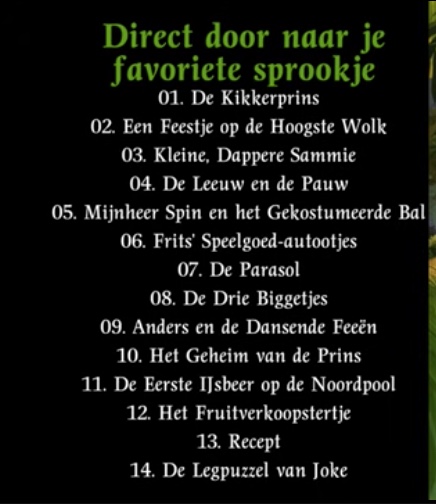 Direct door naar je
favoriete sprookje
01. De Kikkerprins
02. Een Feestje op de Hoogste Wolk
03. Kleine, Dappere Sammie
04. De Leeuw en de Pauw
05. Mijnheer Spin en het Gekostumeerde Bal
06. Frits' Speelgoed-autootjes
07. De Parasol
08. De Drie Biggetjes
09. Anders en de Dansende Feeën
10. Het Geheim van de Prins
11. De Eerste IJsbeer op de Noordpool
12. Het Fruitverkoopstertje
13. Recept
14. De Legpuzzel van Joke